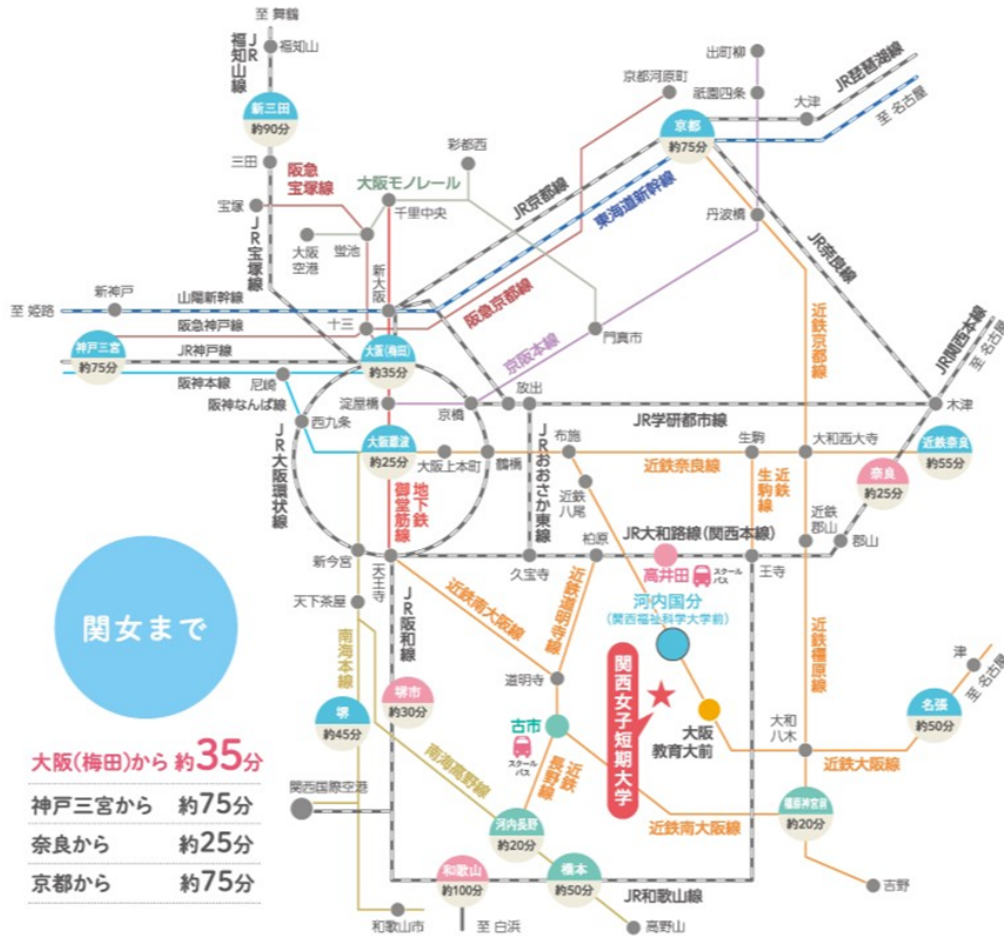 至 舞鶴
JR
福知山線
福知山
出町柳
京都河原町
祇園四条
JR琵琶湖線
大津
至 名古屋
新三田
約90分
京都
約75分
三田
阪急
宝塚線
彩都西
大阪モノレール
千里中央
JR京都線
東海道新幹線
宝塚
大阪
空港
蛍池
丹波橋
JR奈良線
JR宝塚線
新大阪
新神戸
山陽新幹線
至 姫路
阪急神戸線
十三
阪急京都線
門真市
近鉄京都線
JR関西本線
至 名古屋
神戸三宮
約75分
JR神戸線
大阪(梅田)
約35分
京阪本線
阪神本線
尼崎
阪神なんば線
西九条
淀屋橋
京橋
放出
JR学研都市線
木津
JR大阪環状線
大阪難波
約25分
大阪上本町
鶴橋
JRおおさか東線
布施
生駒
近鉄奈良線
大和西大寺
近鉄奈良
約55分
地下鉄
御堂筋線
近鉄
八尾
近鉄
生駒線
奈良
約25分
近鉄
郡山
郡山
新今宮
天王寺
久宝寺
柏原
JR大和路線(関西本線)
高井田
スクール
バス
王寺
天下茶屋
JR阪和線
近鉄南大阪線
近鉄道明寺線
河内国分
(関西福祉科学大学前)
近鉄橿原線
関女まで
南海本線
道明寺
関西女子短期大学
津
至 名古屋
堺
約45分
堺市
約30分
古市
スクール
バス
大阪
教育大前
大和
八木
名張
約50分
近鉄大阪線
大阪(梅田)から 約35分
神戸三宮から 約75分
奈良から 約25分
京都から 約75分
関西国際空港
南海高野線
近鉄
長野線
近鉄南大阪線
橿原神宮前
約20分
河内長野
約20分
和歌山
約100分
橋本
約50分
JR和歌山線
吉野
和歌山市
至 白浜
高野山